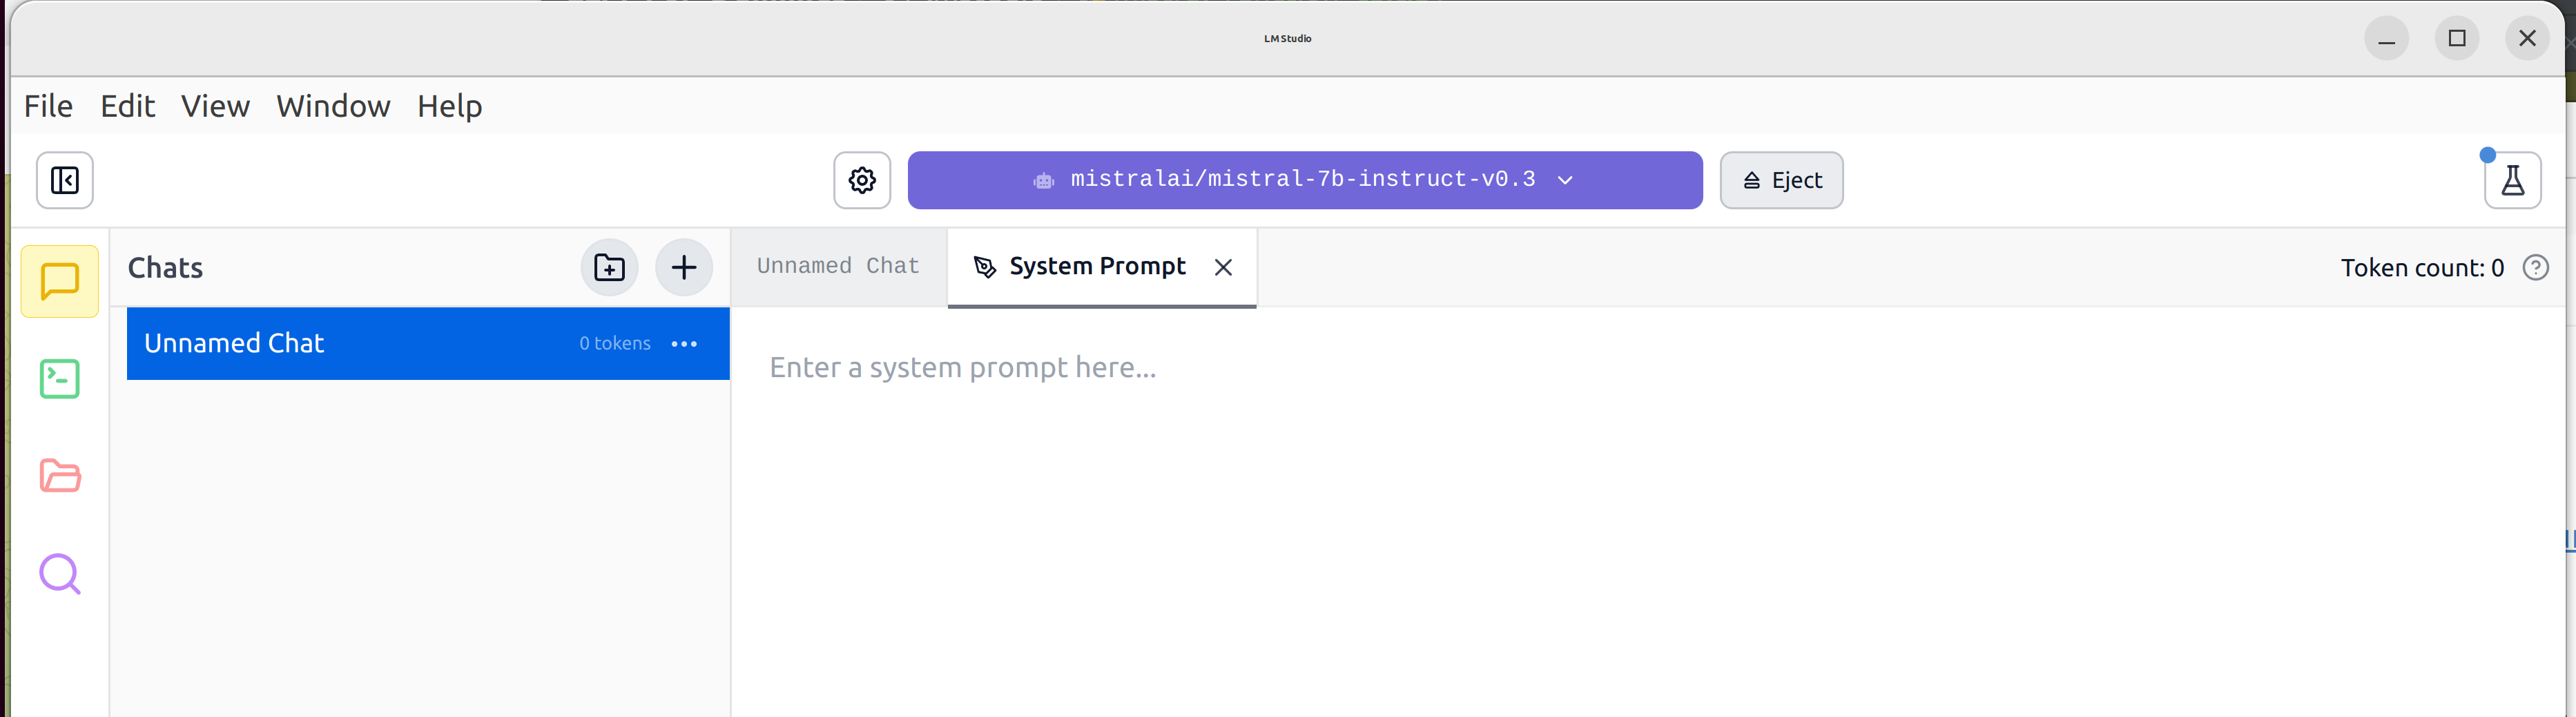 LM Studio
File Edit View Window Help
mistralai/mistral-7b-instruct-v0.3 Eject
Chats Unnamed Chat System Prompt Token count: 0
Unnamed Chat 0 tokens
Enter a system prompt here...